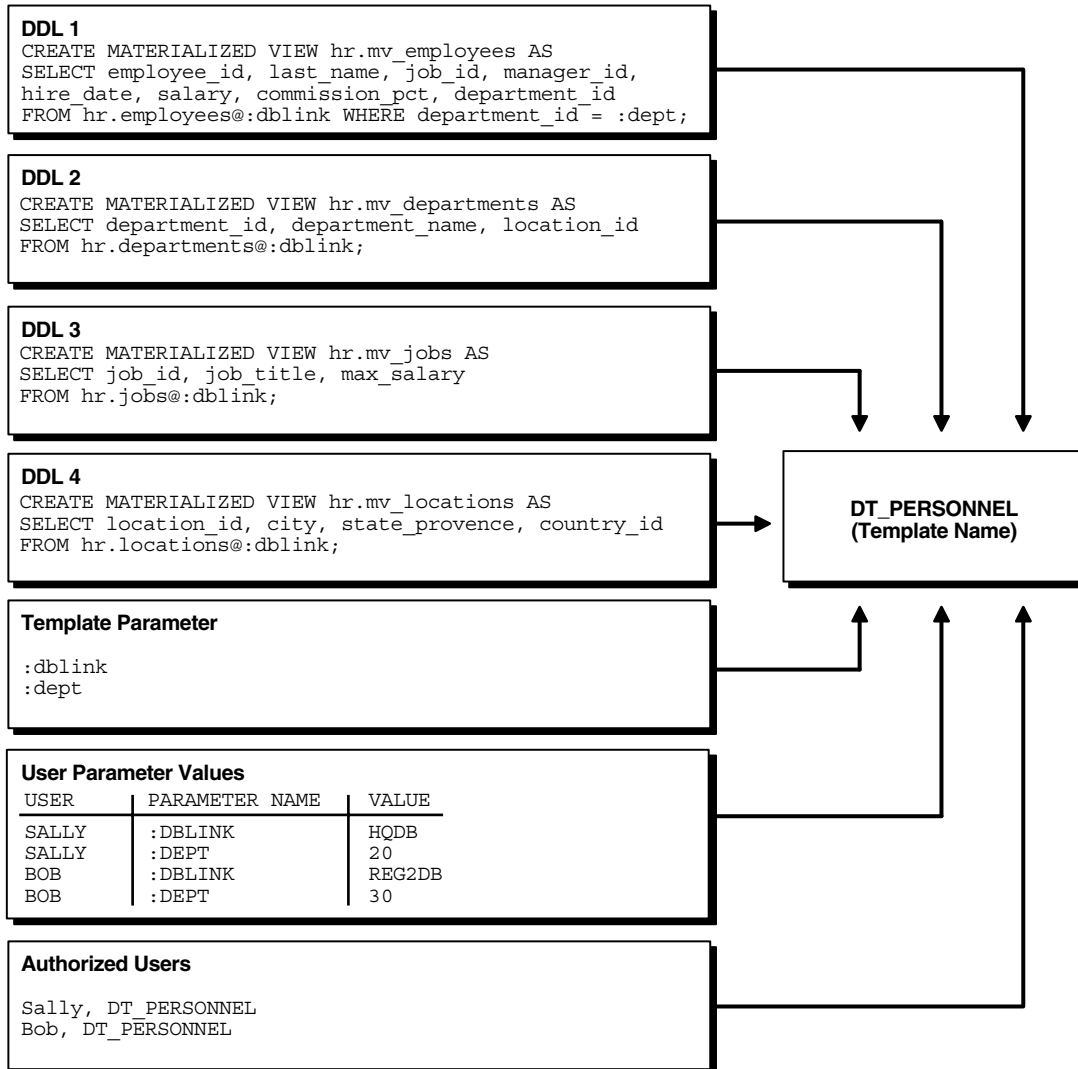 DDL 1
CREATE MATERIALIZED VIEW hr.mv_employees AS
SELECT employee_id, last_name, job_id, manager_id,
hire_date, salary, commission_pct, department_id
FROM hr.employees@:dblink WHERE department_id = :dept;
DDL 2
CREATE MATERIALIZED VIEW hr.mv_departments AS
SELECT department_id, department_name, location_id
FROM hr.departments@:dblink;
DDL 3
CREATE MATERIALIZED VIEW hr.mv_jobs AS
SELECT job_id, job_title, max_salary
FROM hr.jobs@:dblink;
DDL 4
CREATE MATERIALIZED VIEW hr.mv_locations AS
SELECT location_id, city, state_provence, country_id
FROM hr.locations@:dblink;
DT_PERSONNEL
(Template Name)
Template Parameter
:dblink
:dept
User Parameter Values
USER PARAMETER NAME VALUE
SALLY :DBLINK HQDB
SALLY :DEPT 20
BOB :DBLINK REG2DB
BOB :DEPT 30
Authorized Users
Sally, DT_PERSONNEL
Bob, DT_PERSONNEL